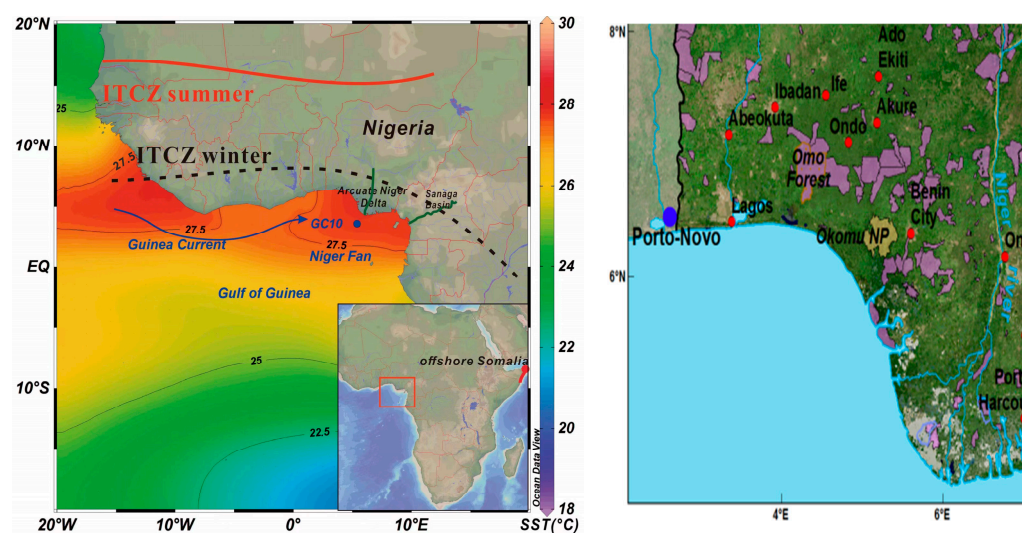 20°N
10°N
EQ
10°S
20°W
10°W
0°
10°E
SST(°C)
30
28
26
24
22
20
18
Ocean Data View
ITCZ summer
25
27.5
ITCZ winter
Nigeria
Arcuate Niger
Delta
Sanaga
Basin
GC10
Guinea Current
27.5
27.5
Niger Fan
Gulf of Guinea
25
22.5
offshore Somalia
8°N
6°N
4°E
6°E
Ado
Ekiti
Ibadan
Ife
Abeokuta
Akure
Ondo
Omo
Forest
Benin
City
Lagos
Porto-Novo
Okomu NP
Niger
River
On
Port
Harcou